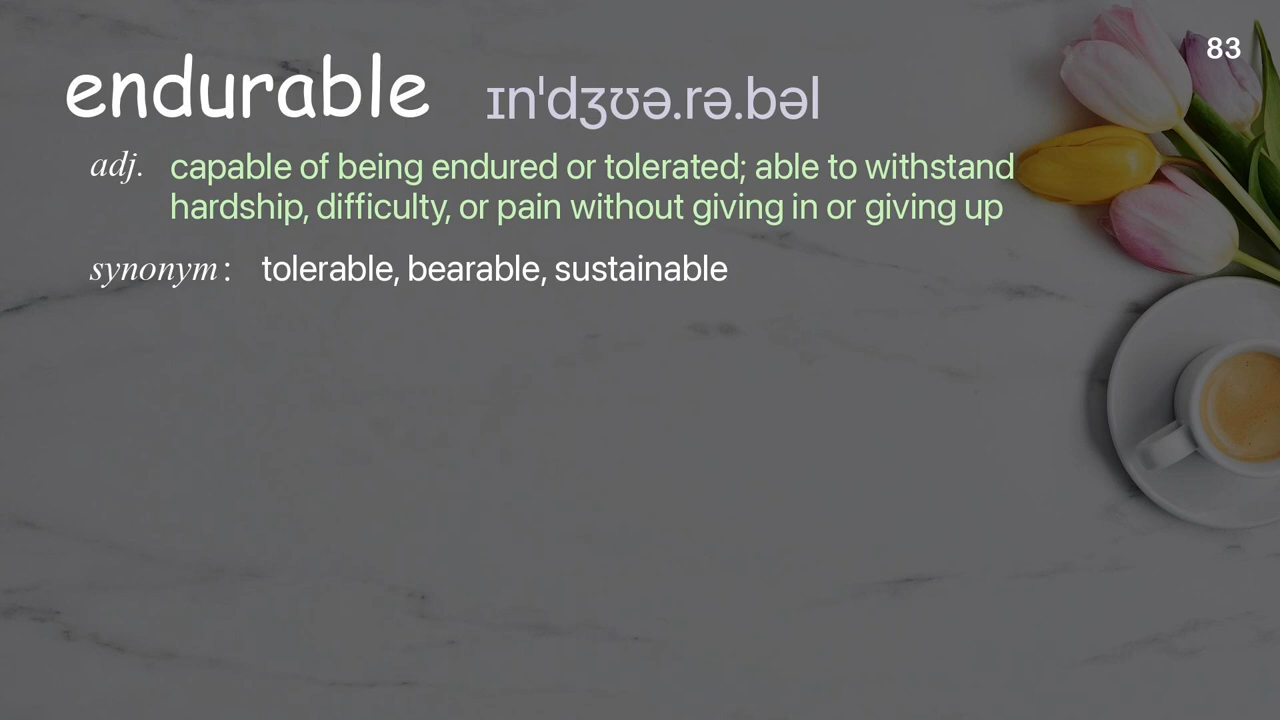 83
endurable ɪnˈdʒʊə.rə.bəl
adj. capable of being endured or tolerated; able to withstand
hardship, difficulty, or pain without giving in or giving up
synonym: tolerable, bearable, sustainable